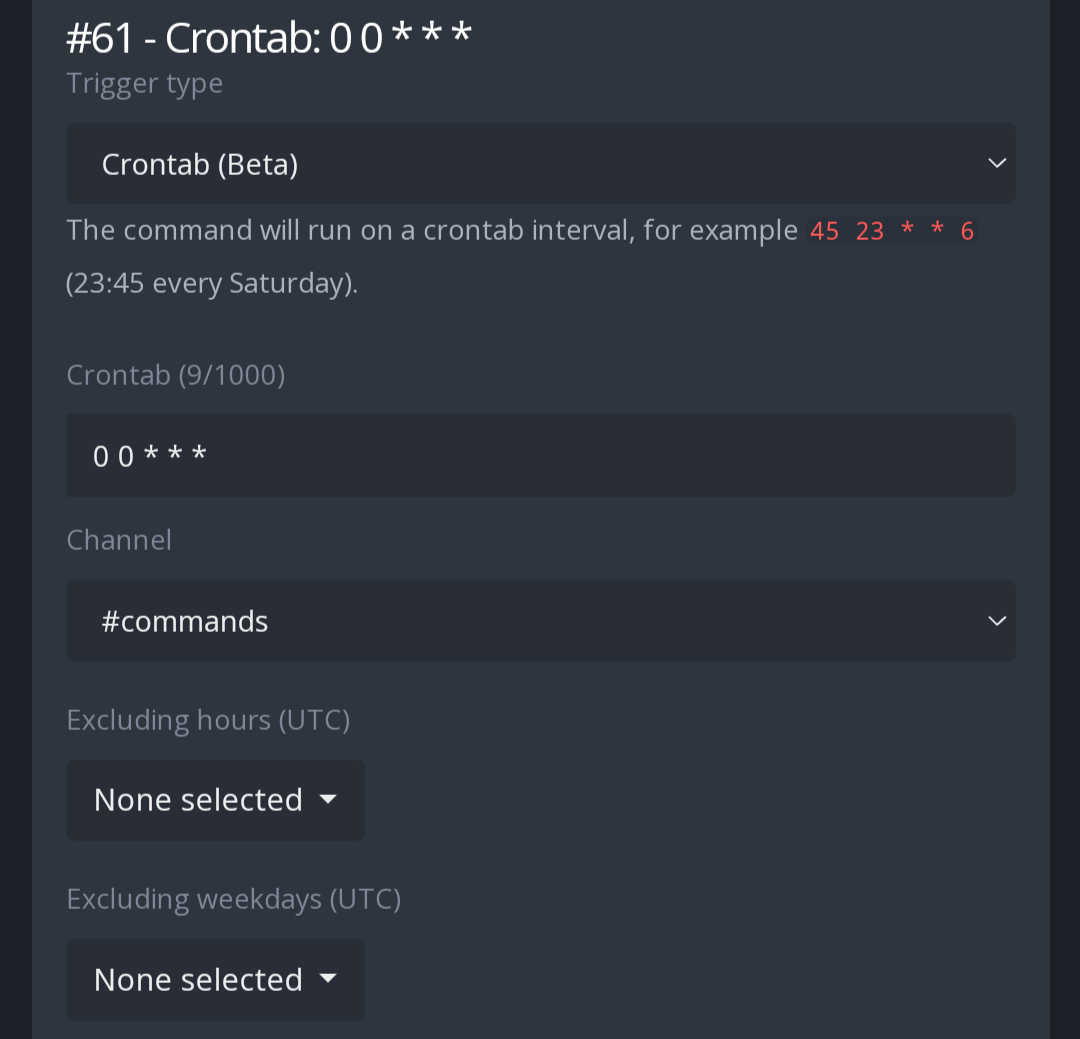 #61 - Crontab: 0 0 * * *
Trigger type
Crontab (Beta)
The command will run on a crontab interval, for example 45 23 * * 6
(23:45 every Saturday).
Crontab (9/1000)
0 0 * * *
Channel
#commands
Excluding hours (UTC)
None selected
Excluding weekdays (UTC)
None selected